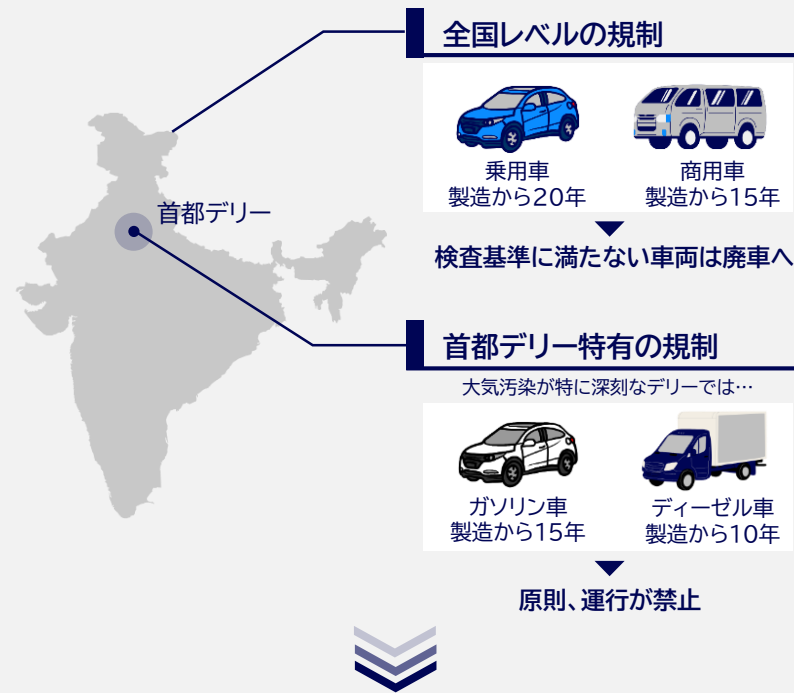 全国レベルの規制
乗用車
製造から20年
商用車
製造から15年
検査基準に満たない車両は廃車へ
首都デリー
首都デリー特有の規制
大気汚染が特に深刻なデリーでは…
ガソリン車
製造から15年
ディーゼル車
製造から10年
原則、運行が禁止